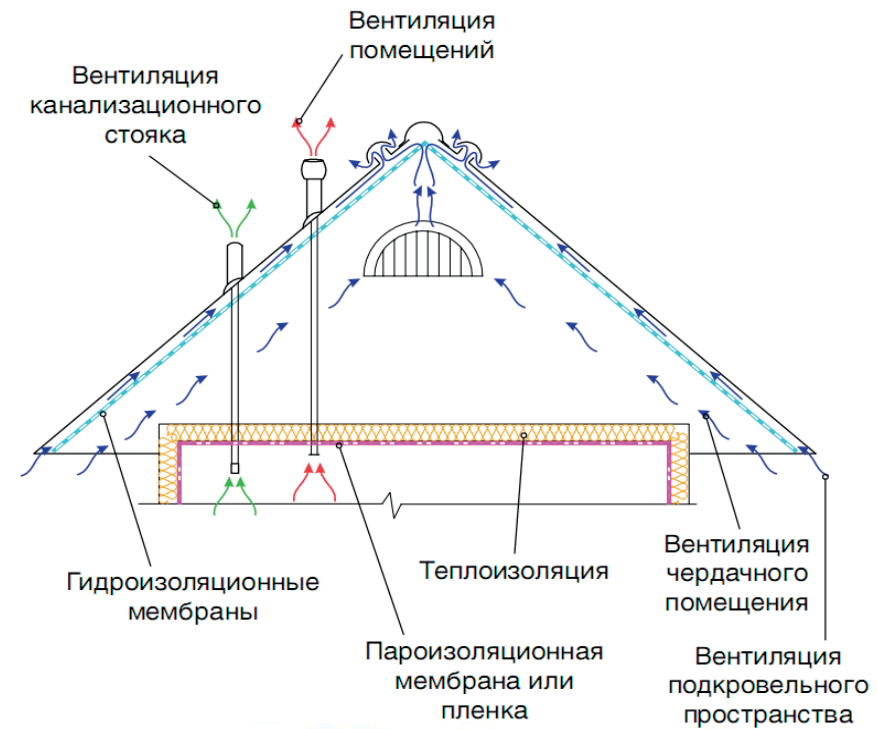 Вентиляция
помещений
Вентиляция
канализационного
стояка
Гидроизоляционные
мембраны
Теплоизоляция
Вентиляция
чердачного
помещения
Пароизоляционная
мембрана или
пленка
Вентиляция
подкровельного
пространства